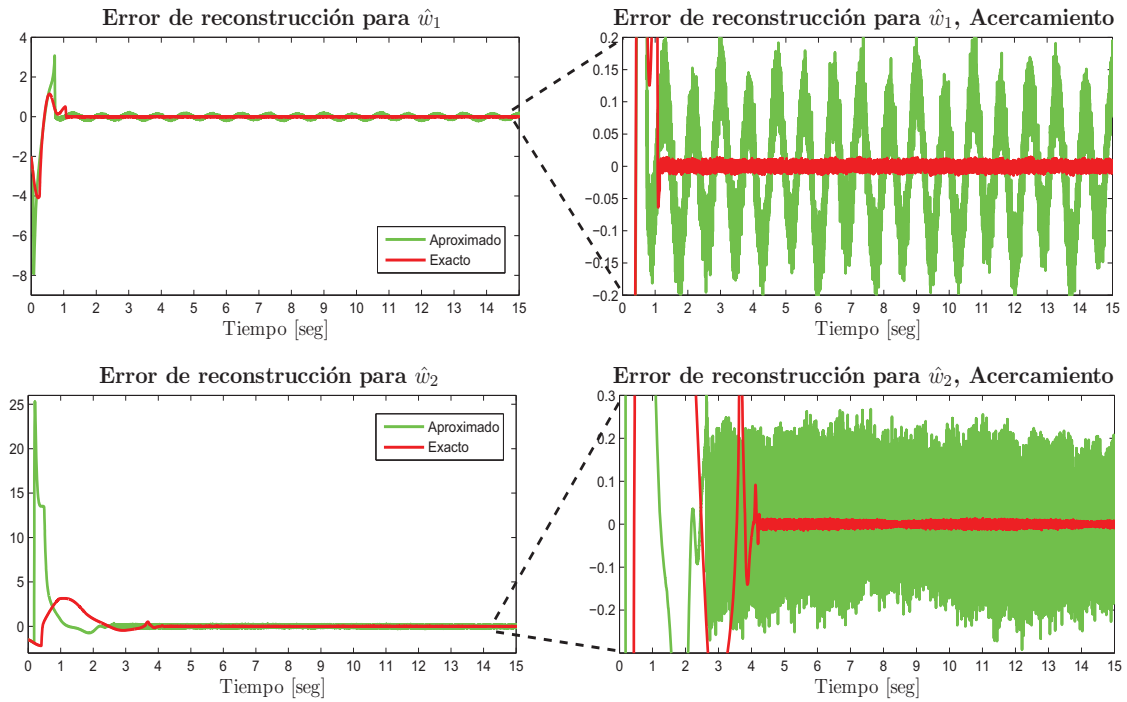 Error de reconstrucción para ŵ₁
4
2
0
−2
−4
−6
−8
0 1 2 3 4 5 6 7 8 9 10 11 12 13 14 15
Aproximado
Exacto
Tiempo [seg]
Error de reconstrucción para ŵ₁, Acercamiento
0.2
0.15
0.1
0.05
0
−0.05
−0.1
−0.15
−0.2
0 1 2 3 4 5 6 7 8 9 10 11 12 13 14 15
Tiempo [seg]
Error de reconstrucción para ŵ₂
25
20
15
10
5
0
0 1 2 3 4 5 6 7 8 9 10 11 12 13 14 15
Aproximado
Exacto
Tiempo [seg]
Error de reconstrucción para ŵ₂, Acercamiento
0.3
0.2
0.1
0
−0.1
−0.2
0 1 2 3 4 5 6 7 8 9 10 11 12 13 14 15
Tiempo [seg]